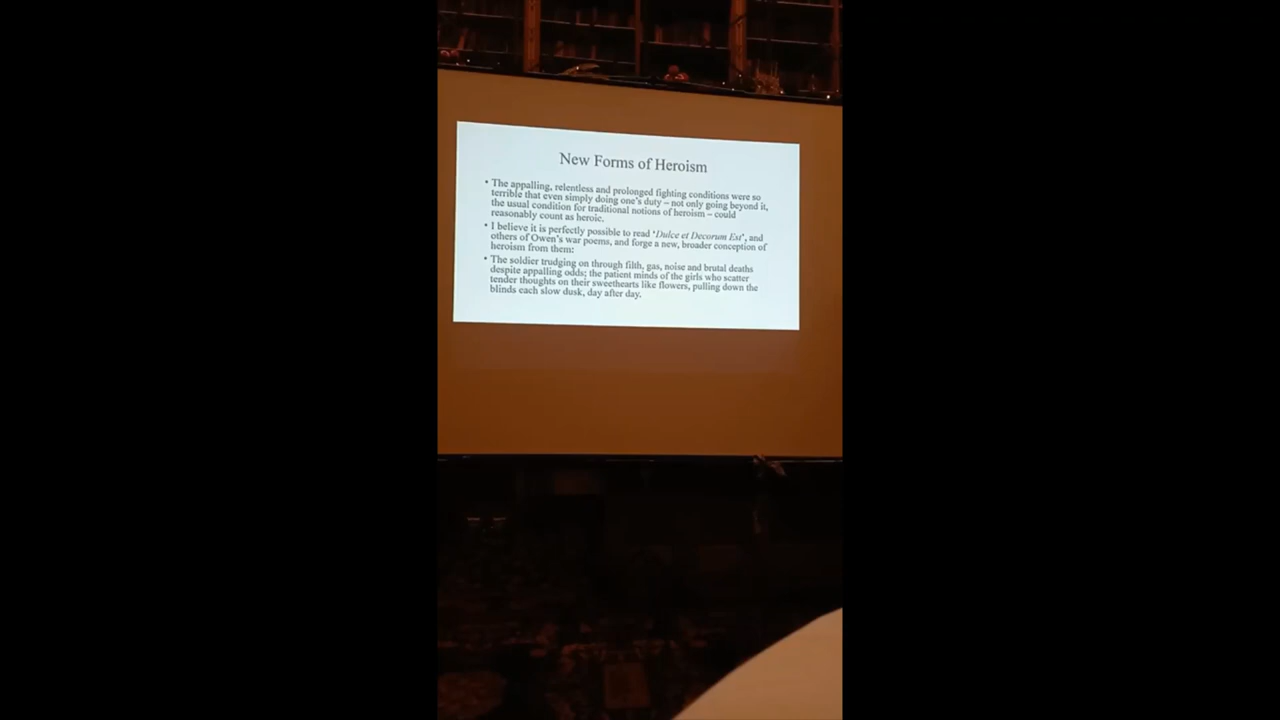 New Forms of Heroism
• The appalling, relentless and prolonged fighting conditions were so
terrible that even simply doing one's duty – not only going beyond it,
the usual condition for traditional notions of heroism – could
reasonably count as heroic.
• I believe it is perfectly possible to read 'Dulce et Decorum Est', and
others of Owen's war poems, and forge a new, broader conception of
heroism from them:
• The soldier trudging on through filth, gas, noise and brutal deaths
despite appalling odds; the patient minds of the girls who scatter
tender thoughts on their sweethearts like flowers, pulling down the
blinds each slow dusk, day after day.